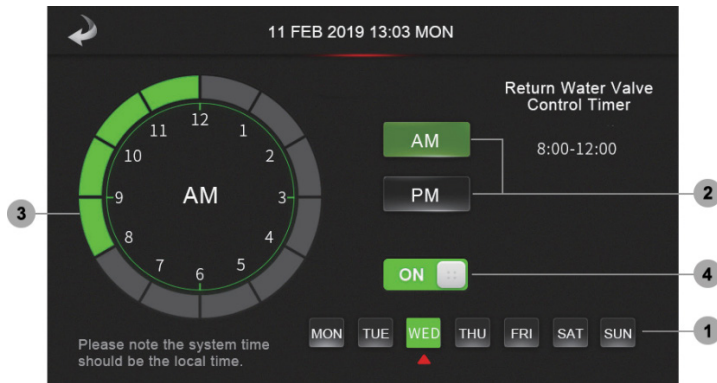 11 FEB 2019 13:03 MON
Return Water Valve
Control Timer
8:00-12:00
12
1
2
3
4
5
6
7
8
9
10
11
AM
AM
PM
ON
3
2
4
1
MON TUE WED THU FRI SAT SUN
Please note the system time
should be the local time.